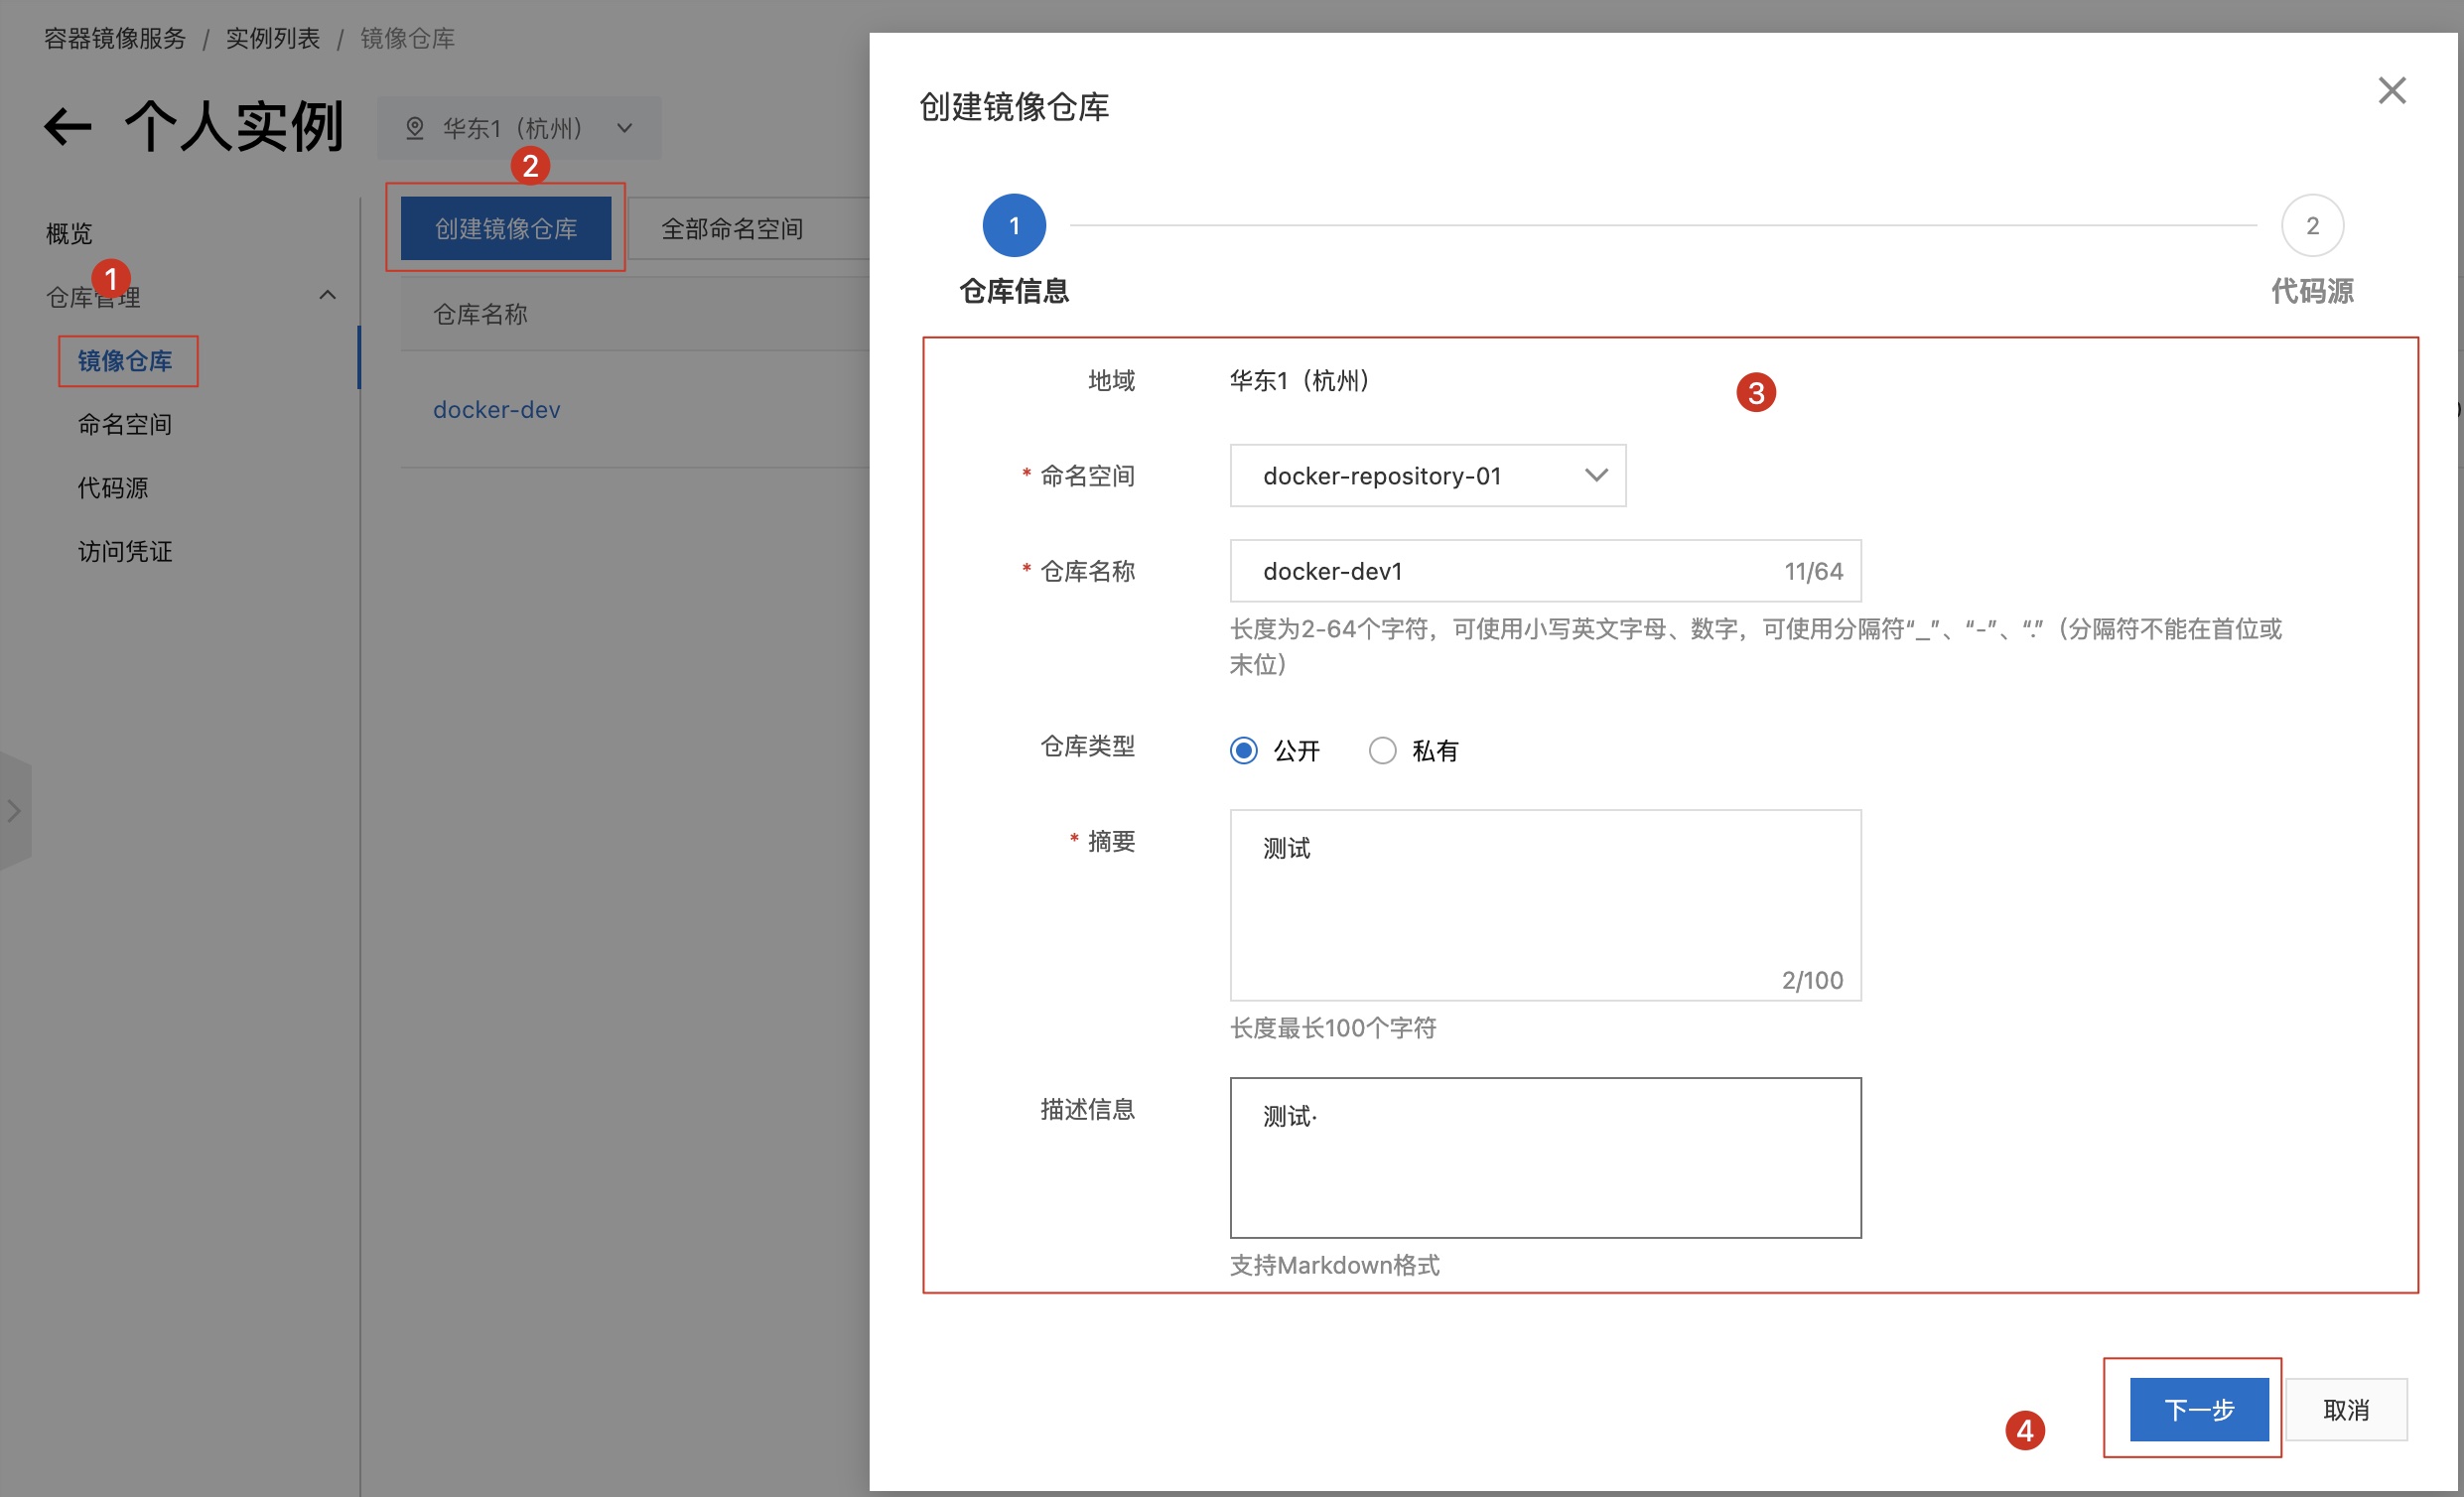 容器镜像服务 / 实例列表 / 镜像仓库
个人实例
华东1（杭州）
2
创建镜像仓库
全部命名空间
概览
1
仓库管理
镜像仓库
命名空间
代码源
访问凭证
仓库名称
docker-dev
创建镜像仓库
1
2
仓库信息
代码源
地域
华东1（杭州）
3
* 命名空间
docker-repository-01
* 仓库名称
docker-dev1
11/64
长度为2-64个字符，可使用小写英文字母、数字，可使用分隔符“_”、“-”、“.”（分隔符不能在首位或
末位）
仓库类型
公开
私有
* 摘要
测试
2/100
长度最长100个字符
描述信息
测试·
支持Markdown格式
4
下一步
取消